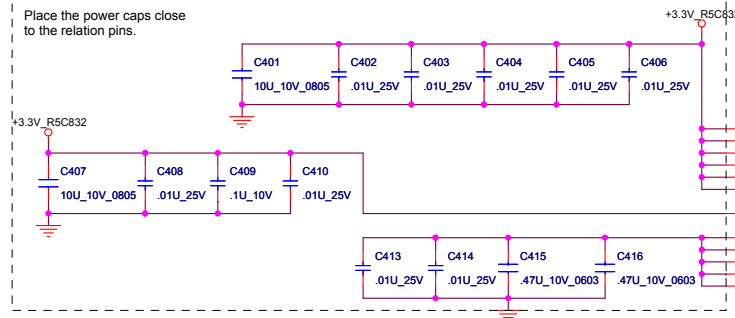 Place the power caps close
to the relation pins.
+3.3V_R5C832
C401 C402 C403 C404 C405 C406
10U_10V_0805 .01U_25V .01U_25V .01U_25V .01U_25V .01U_25V
+3.3V_R5C832
C407 C408 C409 C410
10U_10V_0805 .01U_25V .1U_10V .01U_25V
C413 C414 C415 C416
.01U_25V .01U_25V .47U_10V_0603 .47U_10V_0603